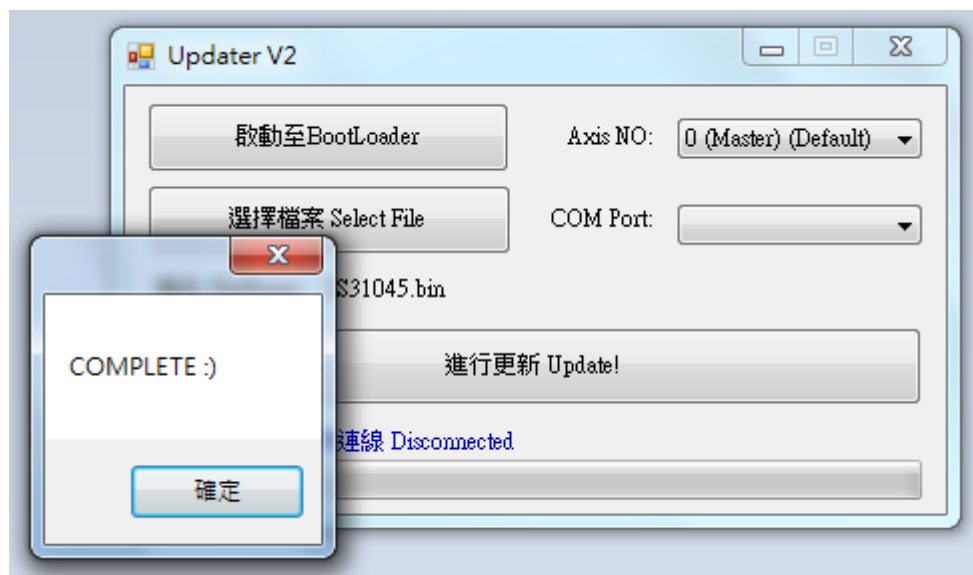 Updater V2
啟動至BootLoader
Axis NO:
0 (Master) (Default)
選擇檔案 Select File
COM Port:
S31045.bin
進行更新 Update!
連線 Disconnected
COMPLETE :)
確定